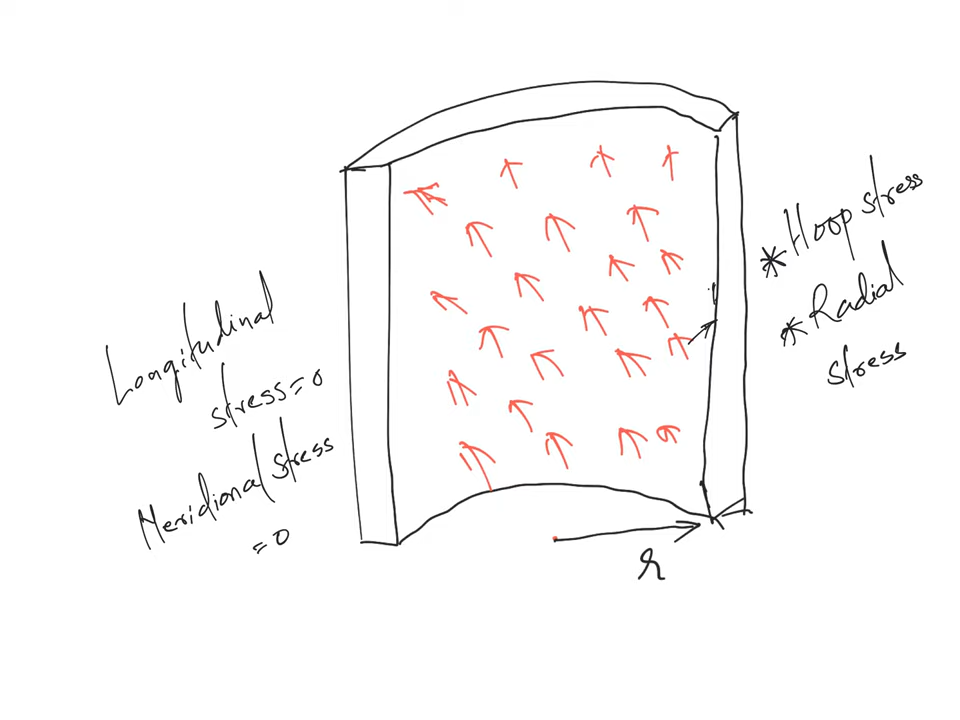 Longitudinal
stress=0
Meridional stress
=0
* Hoop stress
* Radial
stress
r